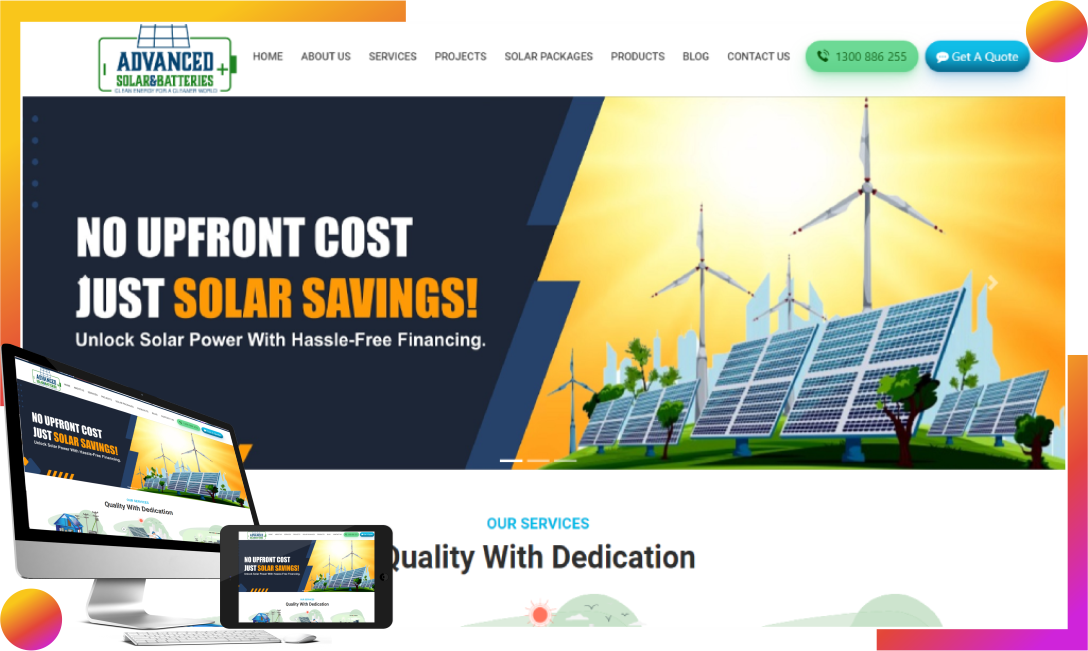 ADVANCED
SOLAR&BATTERIES
CLEAN ENERGY FOR A CLEANER WORLD
HOME
ABOUT US
SERVICES
PROJECTS
SOLAR PACKAGES
PRODUCTS
BLOG
CONTACT US
1300 886 255
Get A Quote
NO UPFRONT COST
JUST SOLAR SAVINGS!
Unlock Solar Power With Hassle-Free Financing.
OUR SERVICES
Quality With Dedication
NO UPFRONT COST
JUST SOLAR SAVINGS!
Unlock Solar Power With Hassle-Free Financing.
OUR SERVICES
Quality With Dedication
NO UPFRONT COST
JUST SOLAR SAVINGS!
Unlock Solar Power With Hassle-Free Financing.
Quality With Dedication